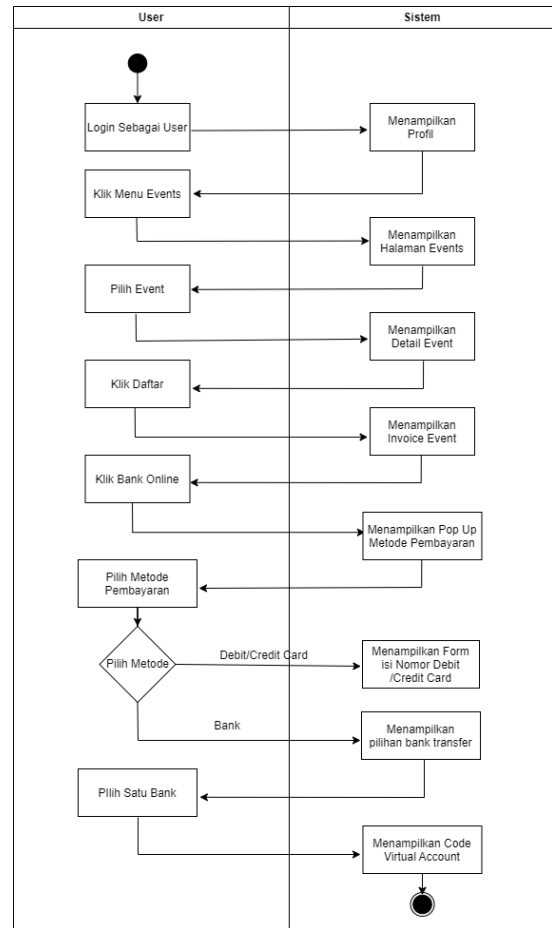 User
Sistem
Login Sebagai User
Menampilkan
Profil
Klik Menu Events
Menampilkan
Halaman Events
Pilih Event
Menampilkan
Detail Event
Klik Daftar
Menampilkan
Invoice Event
Klik Bank Online
Menampilkan Pop Up
Metode Pembayaran
Pilih Metode
Pembayaran
Pilih Metode
Debit/Credit Card
Menampilkan Form
isi Nomor Debit
/Credit Card
Bank
Menampilkan
pilihan bank transfer
PIlih Satu Bank
Menampilkan Code
Virtual Account